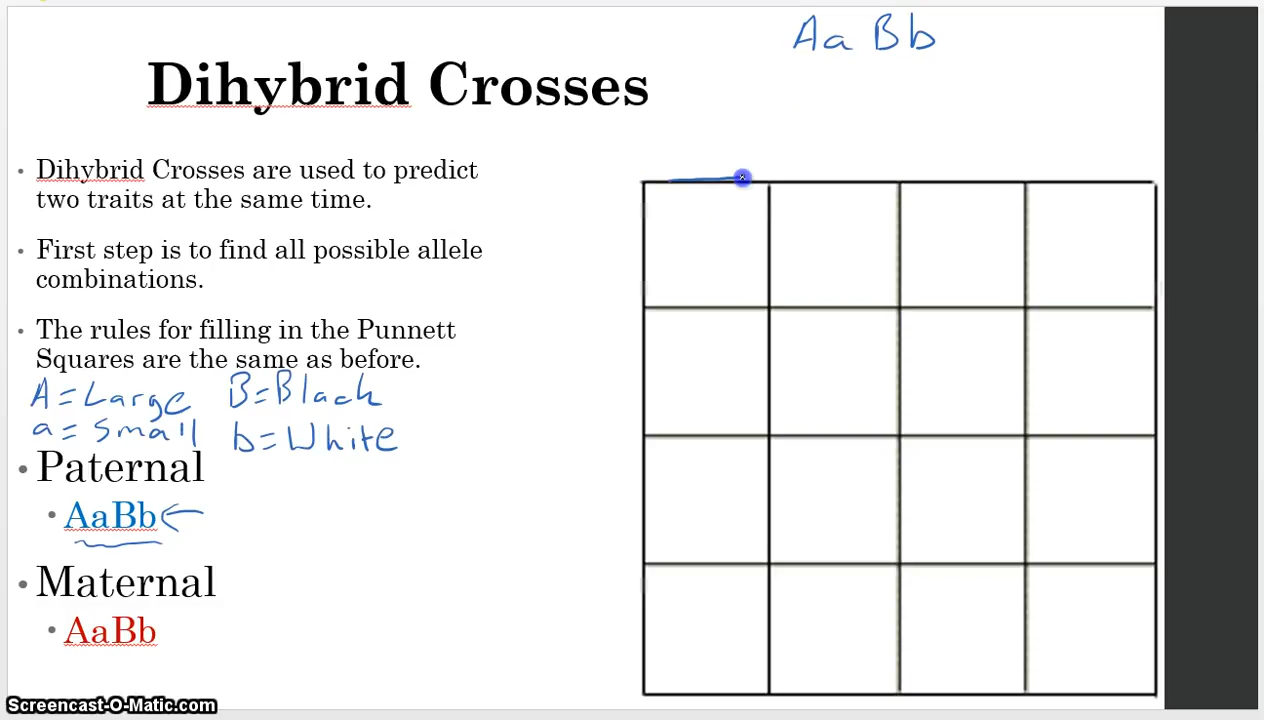 AaBb
Dihybrid Crosses
• Dihybrid Crosses are used to predict
two traits at the same time.
• First step is to find all possible allele
combinations.
• The rules for filling in the Punnett
Squares are the same as before.
A=Large B=Black
a=small b=White
• Paternal
• AaBb
• Maternal
• AaBb
Screencast-O-Matic.com